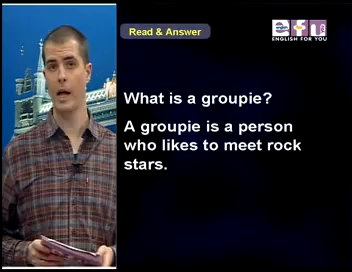 Read & Answer
efu
ENGLISH FOR YOU
What is a groupie?
A groupie is a person
who likes to meet rock
stars.